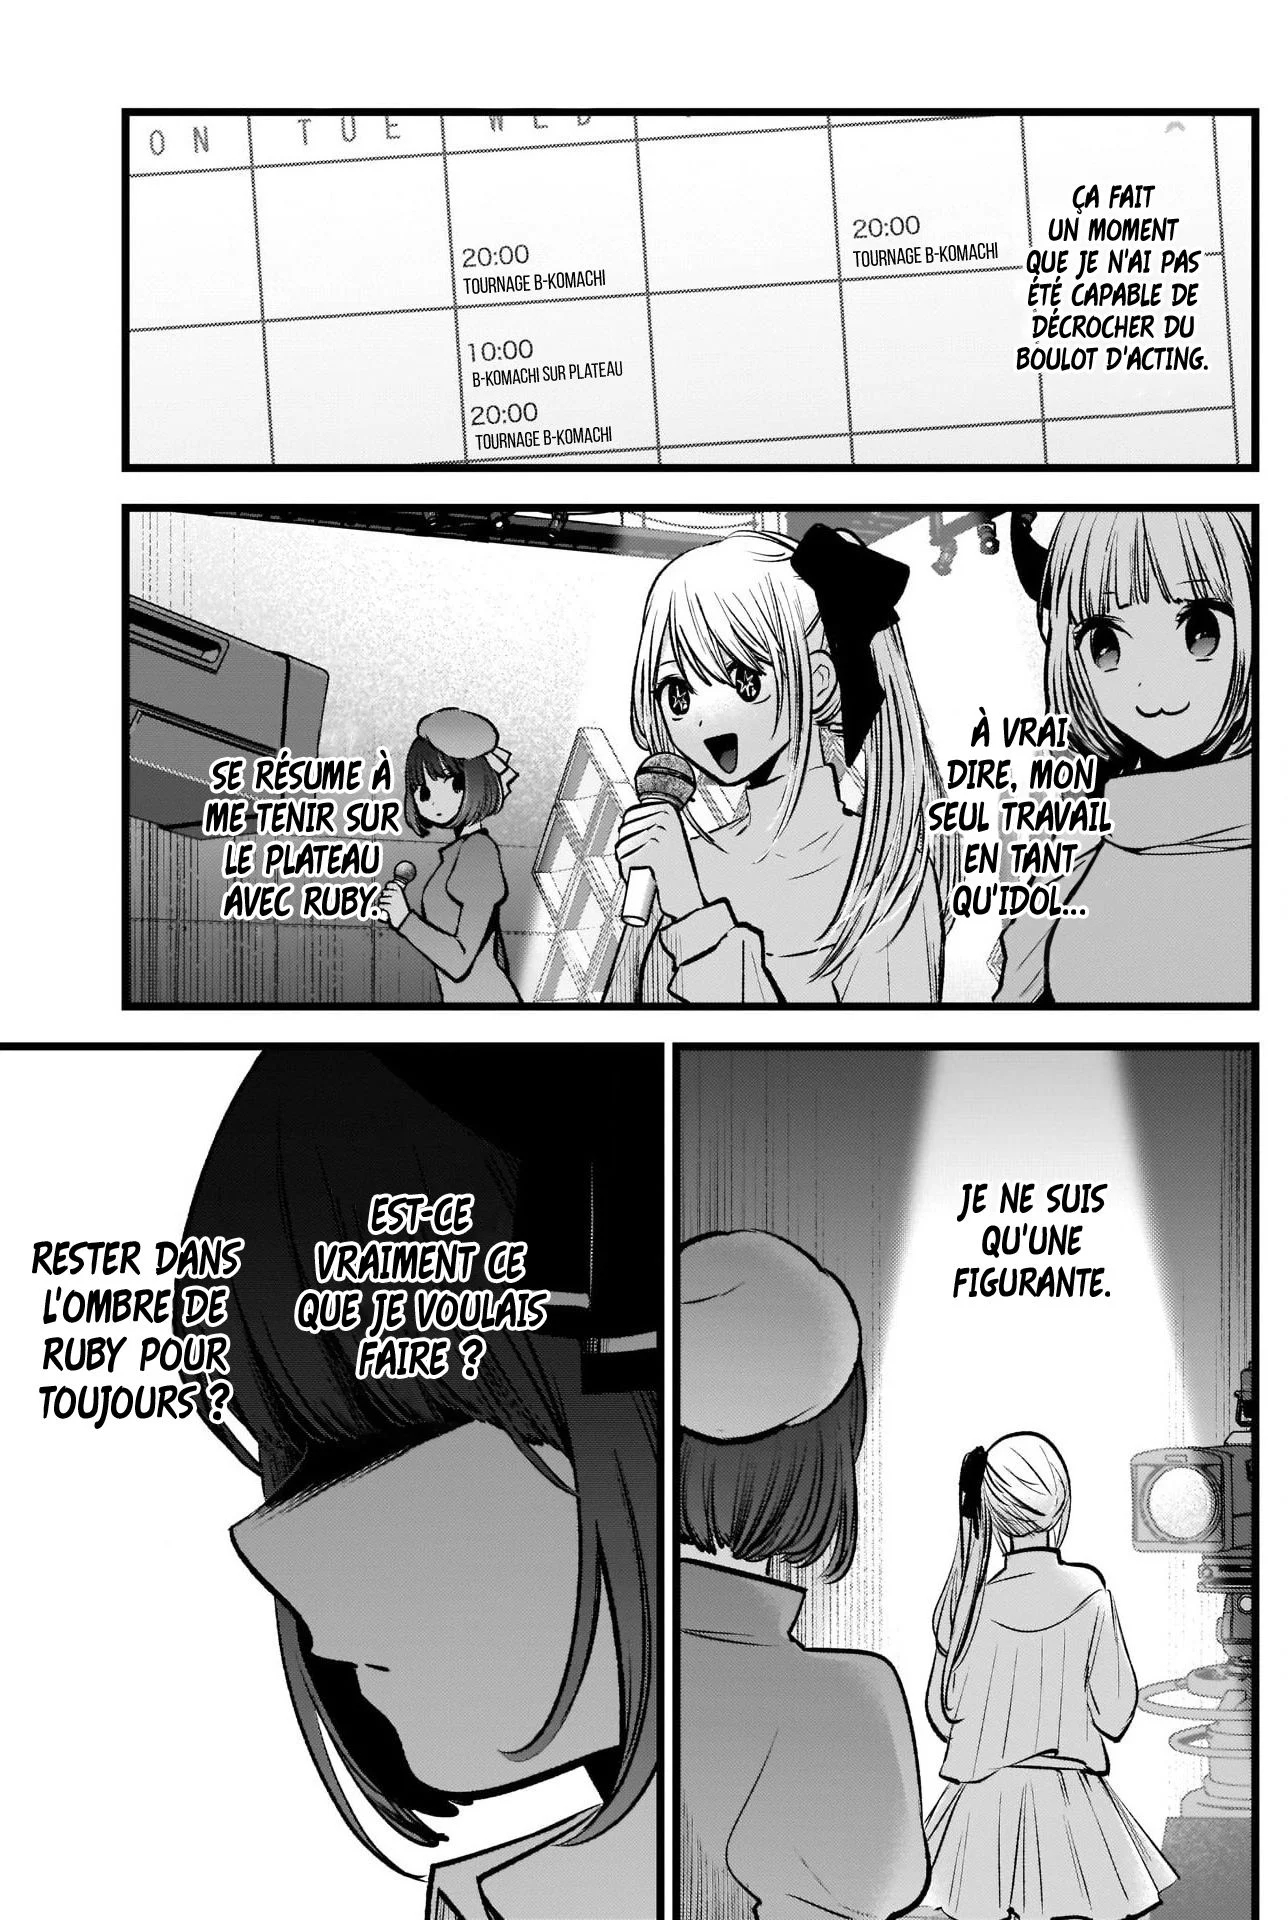 ON TUE WED
20:00
TOURNAGE B-KOMACHI
20:00
TOURNAGE B-KOMACHI
10:00
B-KOMACHI SUR PLATEAU
20:00
TOURNAGE B-KOMACHI
ÇA FAIT
UN MOMENT
QUE JE N'AI PAS
ÉTÉ CAPABLE DE
DÉCROCHER DU
BOULOT D'ACTING.
À VRAI
DIRE, MON
SEUL TRAVAIL
EN TANT
QU'IDOL...
SE RÉSUME À
ME TENIR SUR
LE PLATEAU
AVEC RUBY.
JE NE SUIS
QU'UNE
FIGURANTE.
EST-CE
VRAIMENT CE
QUE JE VOULAIS
FAIRE ?
RESTER DANS
L'OMBRE DE
RUBY POUR
TOUJOURS ?